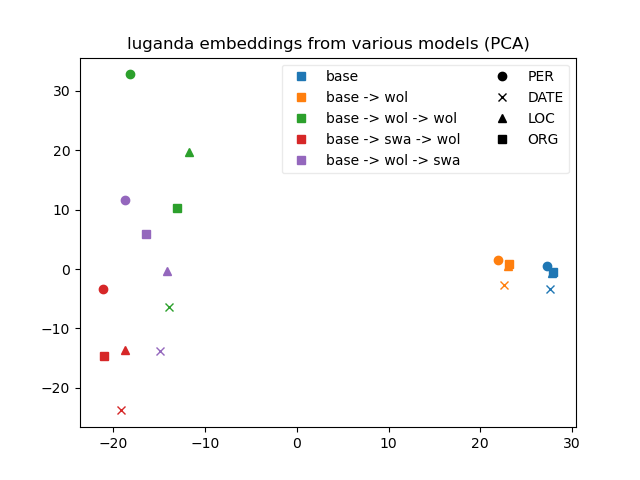 luganda embeddings from various models (PCA)
base
base -> wol
base -> wol -> wol
base -> swa -> wol
base -> wol -> swa
PER
DATE
LOC
ORG
30
20
10
0
−10
−20
−20
−10
0
10
20
30